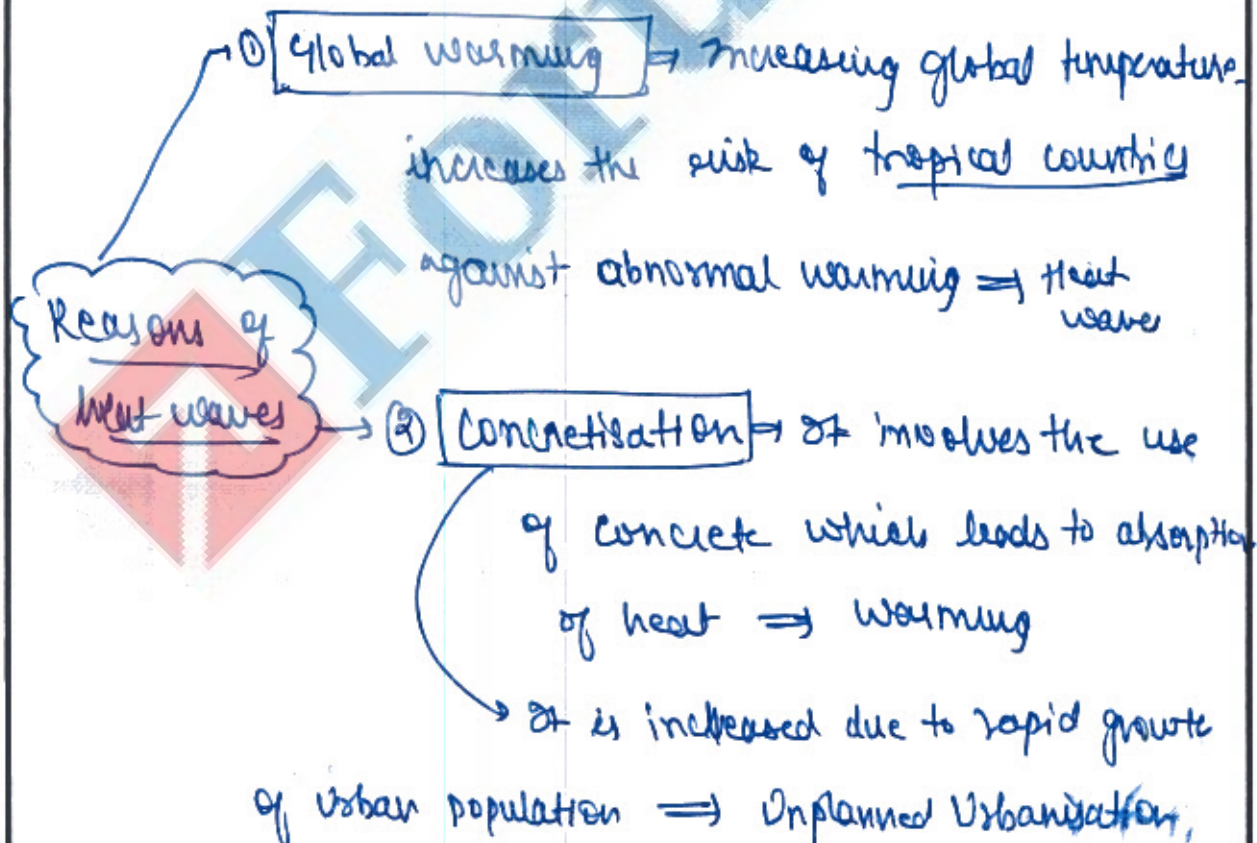 ① Global warming ⇒ Increasing global temperature
increases the risk of tropical countries
against abnormal warming ⇒ Heat
waves
Reasons of
heat waves
② Concretisation ⇒ It involves the use
of concrete which leads to absorption
of heat ⇒ warming
It is increased due to rapid growth
of urban population ⇒ Unplanned Urbanisation,